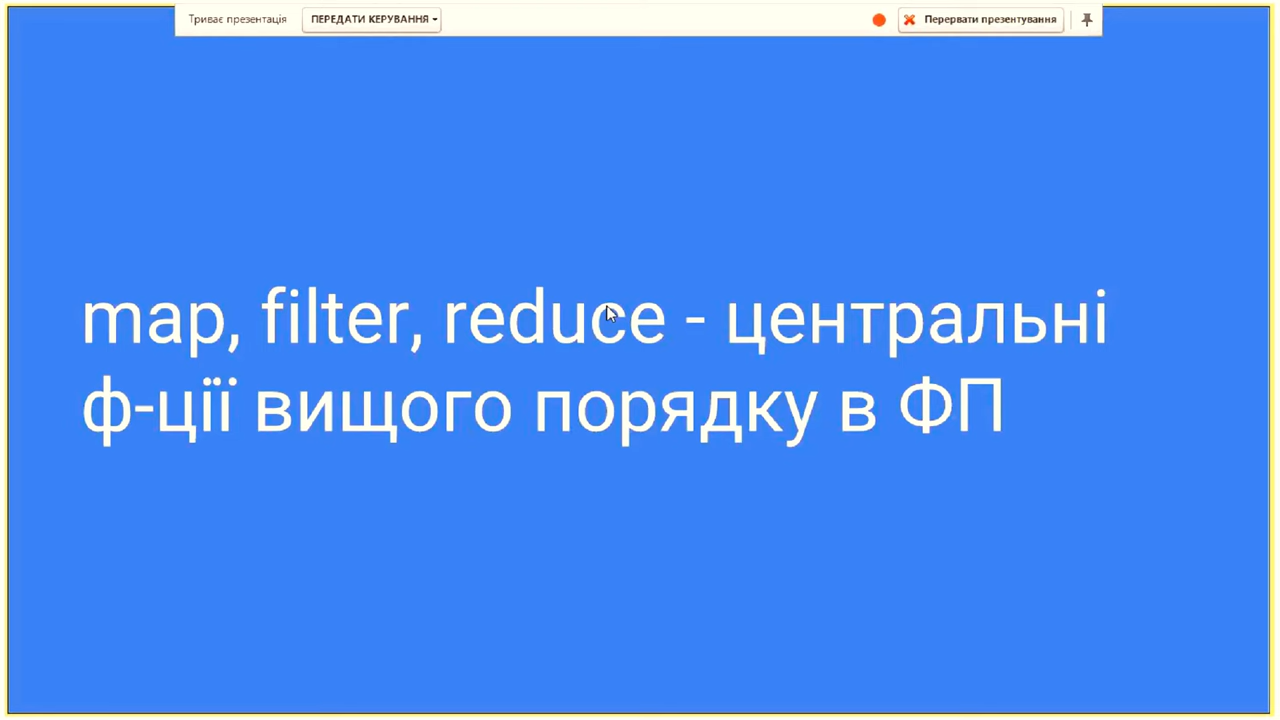 Триває презентація ПЕРЕДАТИ КЕРУВАННЯ Перервати презентування
map, filter, reduce - центральні
ф-ції вищого порядку в ФП